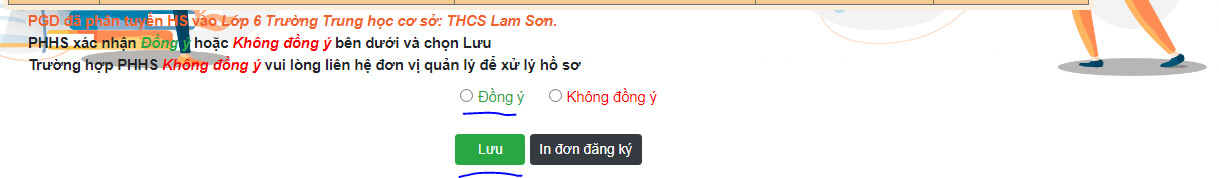 PGD đã phân tuyến HS vào Lớp 6 Trường Trung học cơ sở: THCS Lam Sơn.
PHHS xác nhận Đồng ý hoặc Không đồng ý bên dưới và chọn Lưu
Trường hợp PHHS Không đồng ý vui lòng liên hệ đơn vị quản lý để xử lý hồ sơ
Đồng ý Không đồng ý
Lưu In đơn đăng ký